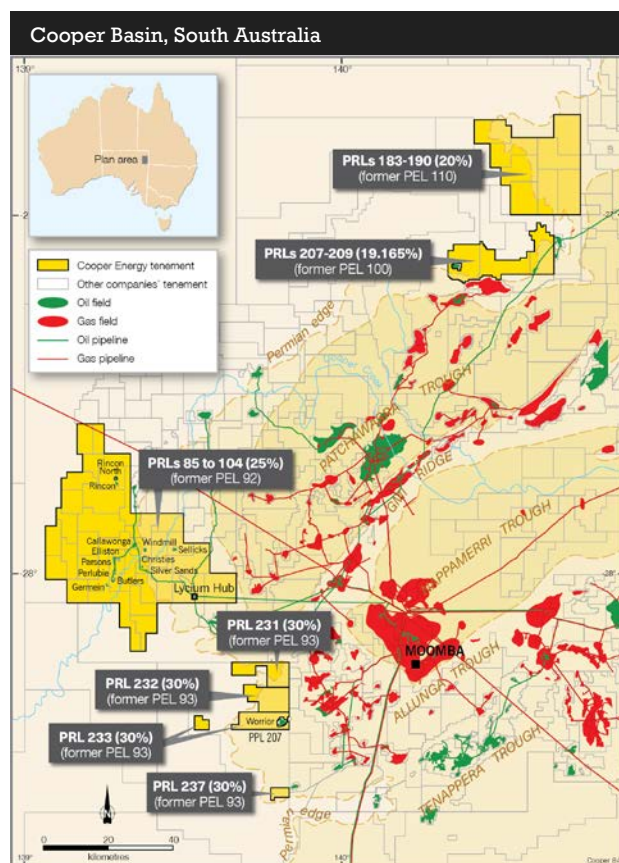 Cooper Basin, South Australia
139°
140°
Plan area
PRLs 183-190 (20%)
(former PEL 110)
PRLs 207-209 (19.165%)
(former PEL 100)
Cooper Energy tenement
Other companies' tenement
Oil field
Gas field
Oil pipeline
Gas pipeline
Permian edge
PATCHAWARRA TROUGH
RIDGE
PRLs 85 to 104 (25%)
(former PEL 92)
Rincon
North
Rincon
Callawonga
Windmill
Elliston
Sellicks
Parsons
Christies
Perlubie
Silver Sands
Butlers
Germein
Lycium Hub
NAPPAMERRI TROUGH
28°
PRL 231 (30%)
(former PEL 93)
MOOMBA
PRL 232 (30%)
(former PEL 93)
ALLUNGA TROUGH
PRL 233 (30%)
(former PEL 93)
Worrior
PPL 207
TENAPPERA TROUGH
PRL 237 (30%)
(former PEL 93)
Permian edge
N
0 20 40
kilometres
139°
140°
Cooper Ba